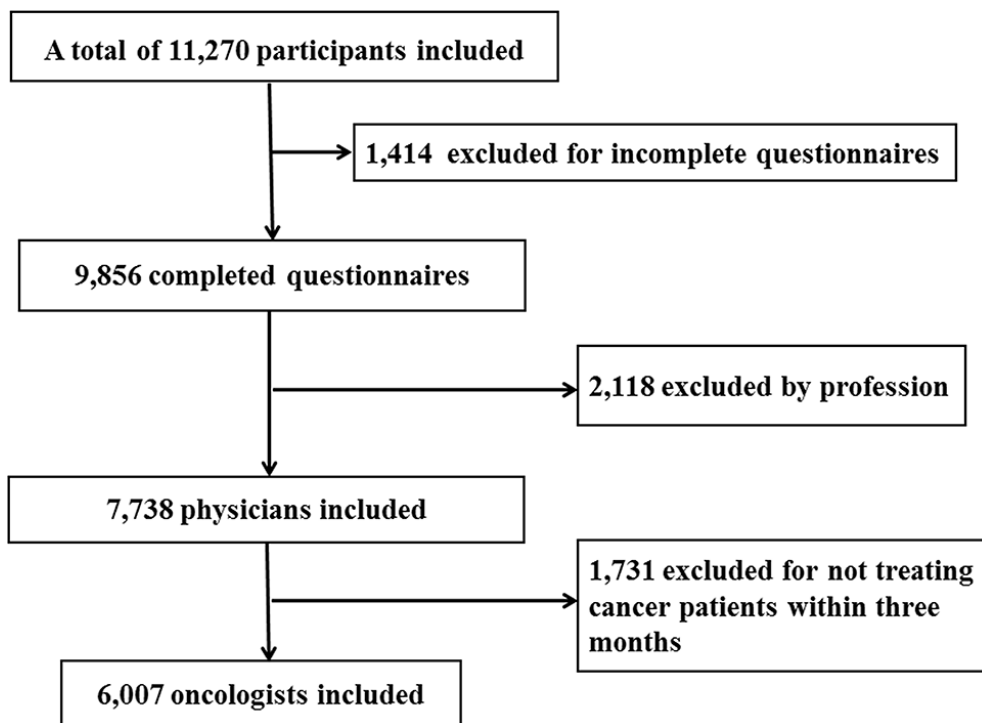 A total of 11,270 participants included
1,414 excluded for incomplete questionnaires
9,856 completed questionnaires
2,118 excluded by profession
7,738 physicians included
1,731 excluded for not treating
cancer patients within three
months
6,007 oncologists included